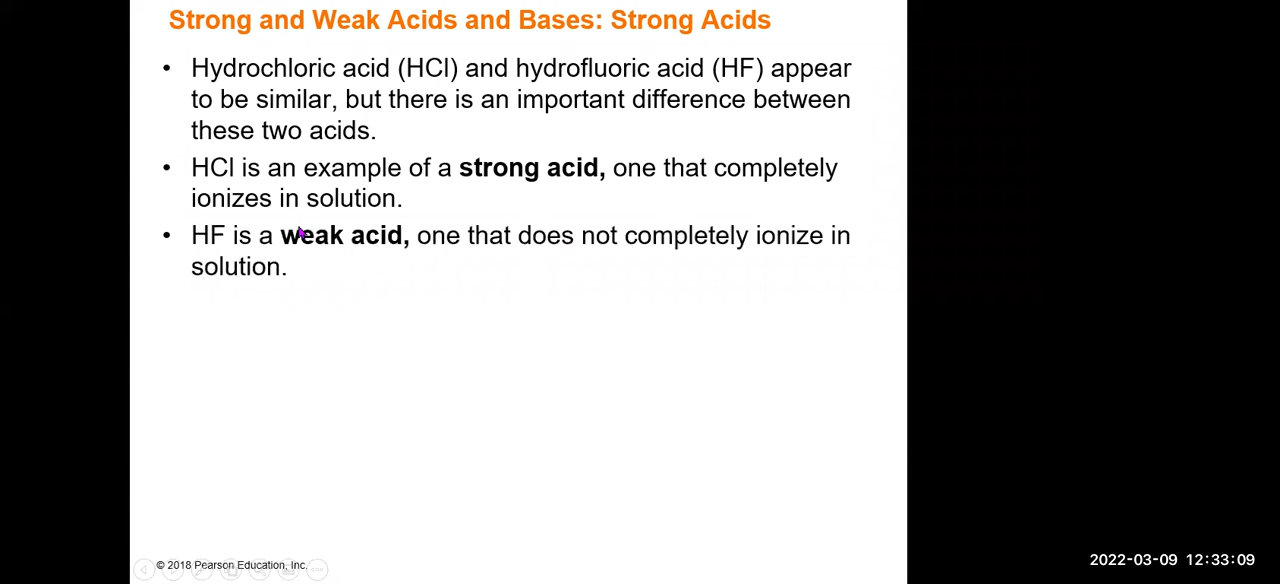 Strong and Weak Acids and Bases: Strong Acids
• Hydrochloric acid (HCl) and hydrofluoric acid (HF) appear
to be similar, but there is an important difference between
these two acids.
• HCl is an example of a strong acid, one that completely
ionizes in solution.
• HF is a weak acid, one that does not completely ionize in
solution.
© 2018 Pearson Education, Inc.
2022-03-09 12:33:09